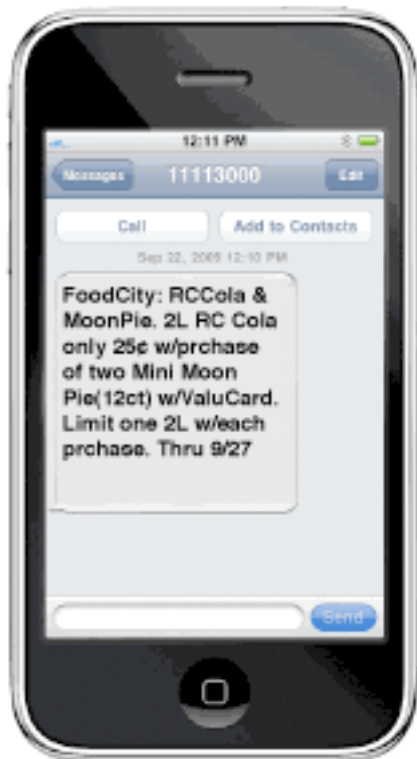 12:11 PM
Messages 11113000 Edit
Call Add to Contacts
Sep 22, 2009 12:10 PM
FoodCity: RCCola &
MoonPie. 2L RC Cola
only 25¢ w/prchase
of two Mini Moon
Pie(12ct) w/ValuCard.
Limit one 2L w/each
prchase. Thru 9/27
Send